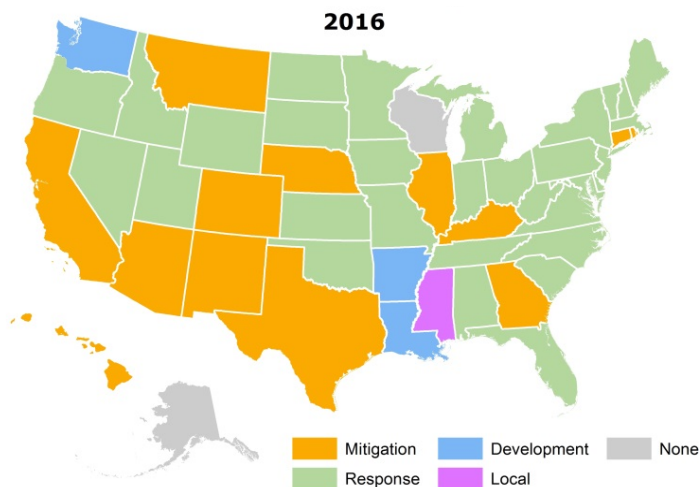 2016
Mitigation
Development
None
Response
Local